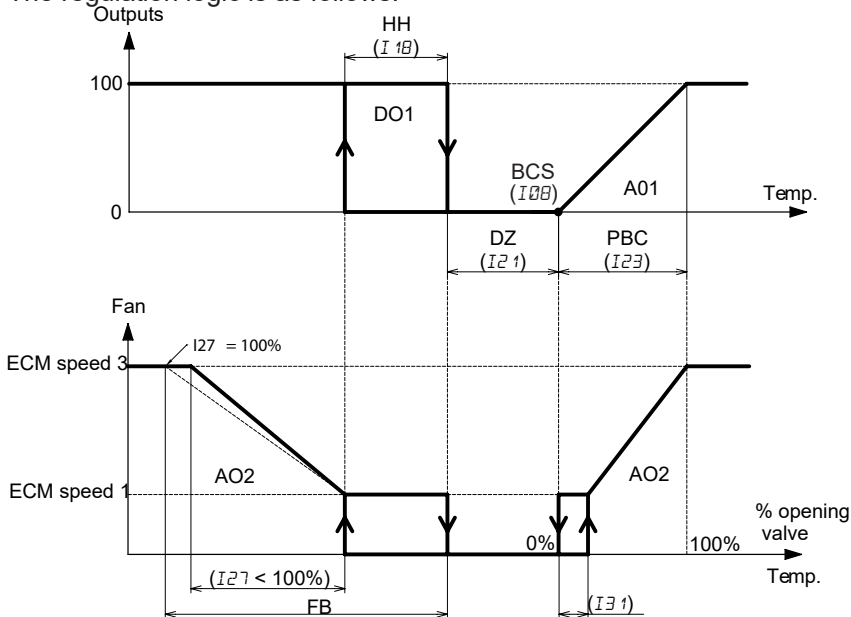 The regulation logic is as follows:
Outputs
HH
(I18)
100
DO1
BCS
(I08)
A01
Temp.
0
DZ
(I21)
PBC
(I23)
Fan
I27 = 100%
ECM speed 3
AO2
AO2
ECM speed 1
% opening
valve
0%
100%
Temp.
(I27 < 100%)
(I31)
FB